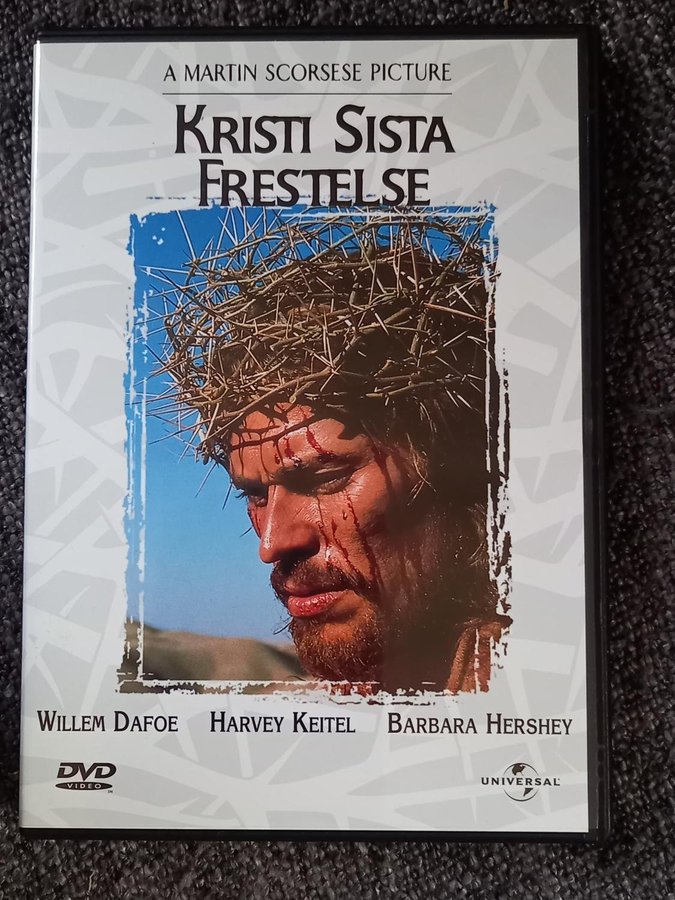 A MARTIN SCORSESE PICTURE
KRISTI SISTA
FRESTELSE
WILLEM DAFOE HARVEY KEITEL BARBARA HERSHEY
DVD
VIDEO
UNIVERSAL